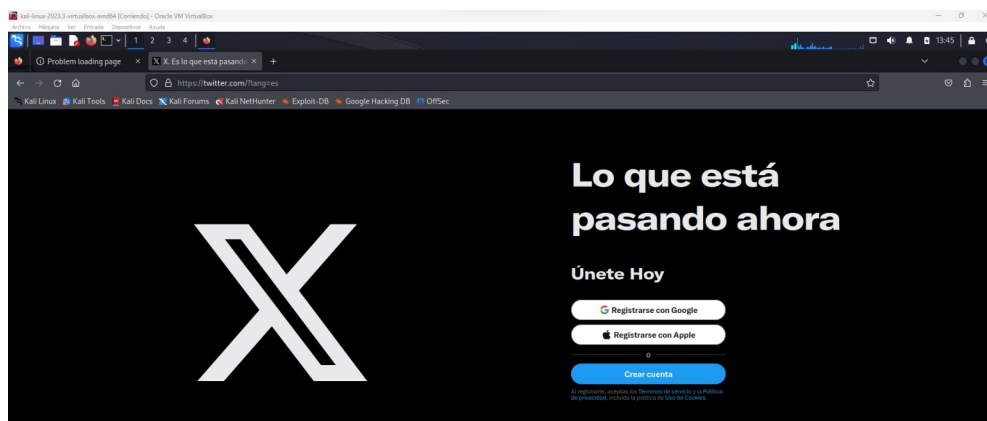 kali-linux-2023.3-virtualbox-amd64 [Corriendo] - Oracle VM VirtualBox
Archivo Máquina Ver Entrada Dispositivos Ayuda
1 2 3 4
13:45
Problem loading page
X. Es lo que está pasando
https://twitter.com/?lang=es
Kali Linux Kali Tools Kali Docs Kali Forums Kali NetHunter Exploit-DB Google Hacking DB OffSec
Lo que está
pasando ahora
Únete Hoy
Registrarse con Google
Registrarse con Apple
o
Crear cuenta
Al registrarte, aceptas los Términos de servicio y la Política
de privacidad, incluida la política de Uso de Cookies.